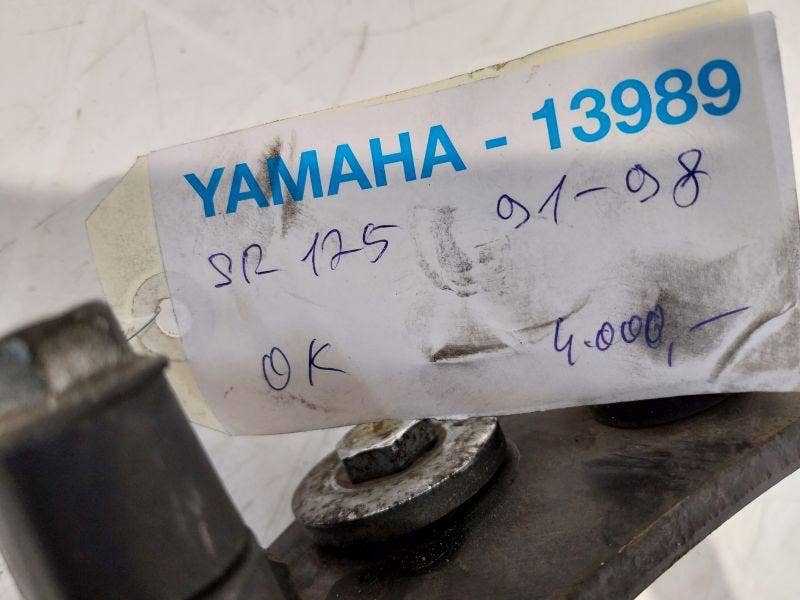 YAMAHA - 13989
SR 125 91-98
OK 4.000,-